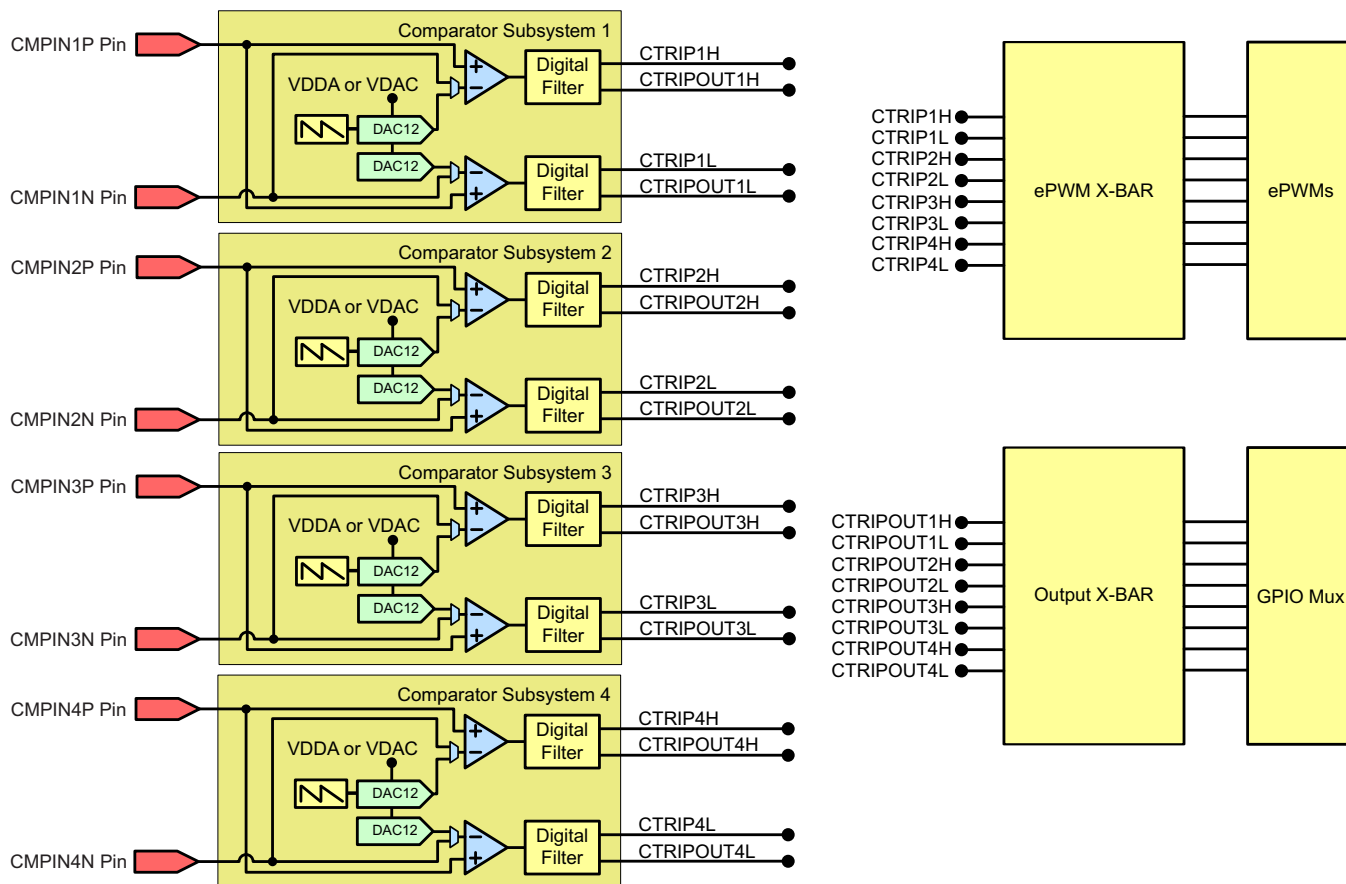 Comparator Subsystem 1
CMPIN1P Pin
VDDA or VDAC
DAC12
DAC12
Digital
Filter
Digital
Filter
CTRIP1H
CTRIPOUT1H
CTRIP1L
CTRIPOUT1L
CMPIN1N Pin
Comparator Subsystem 2
CMPIN2P Pin
VDDA or VDAC
DAC12
DAC12
Digital
Filter
Digital
Filter
CTRIP2H
CTRIPOUT2H
CTRIP2L
CTRIPOUT2L
CMPIN2N Pin
Comparator Subsystem 3
CMPIN3P Pin
VDDA or VDAC
DAC12
DAC12
Digital
Filter
Digital
Filter
CTRIP3H
CTRIPOUT3H
CTRIP3L
CTRIPOUT3L
CMPIN3N Pin
Comparator Subsystem 4
CMPIN4P Pin
VDDA or VDAC
DAC12
DAC12
Digital
Filter
Digital
Filter
CTRIP4H
CTRIPOUT4H
CTRIP4L
CTRIPOUT4L
CMPIN4N Pin
CTRIP1H
CTRIP1L
CTRIP2H
CTRIP2L
CTRIP3H
CTRIP3L
CTRIP4H
CTRIP4L
ePWM X-BAR
ePWMs
CTRIPOUT1H
CTRIPOUT1L
CTRIPOUT2H
CTRIPOUT2L
CTRIPOUT3H
CTRIPOUT3L
CTRIPOUT4H
CTRIPOUT4L
Output X-BAR
GPIO Mux